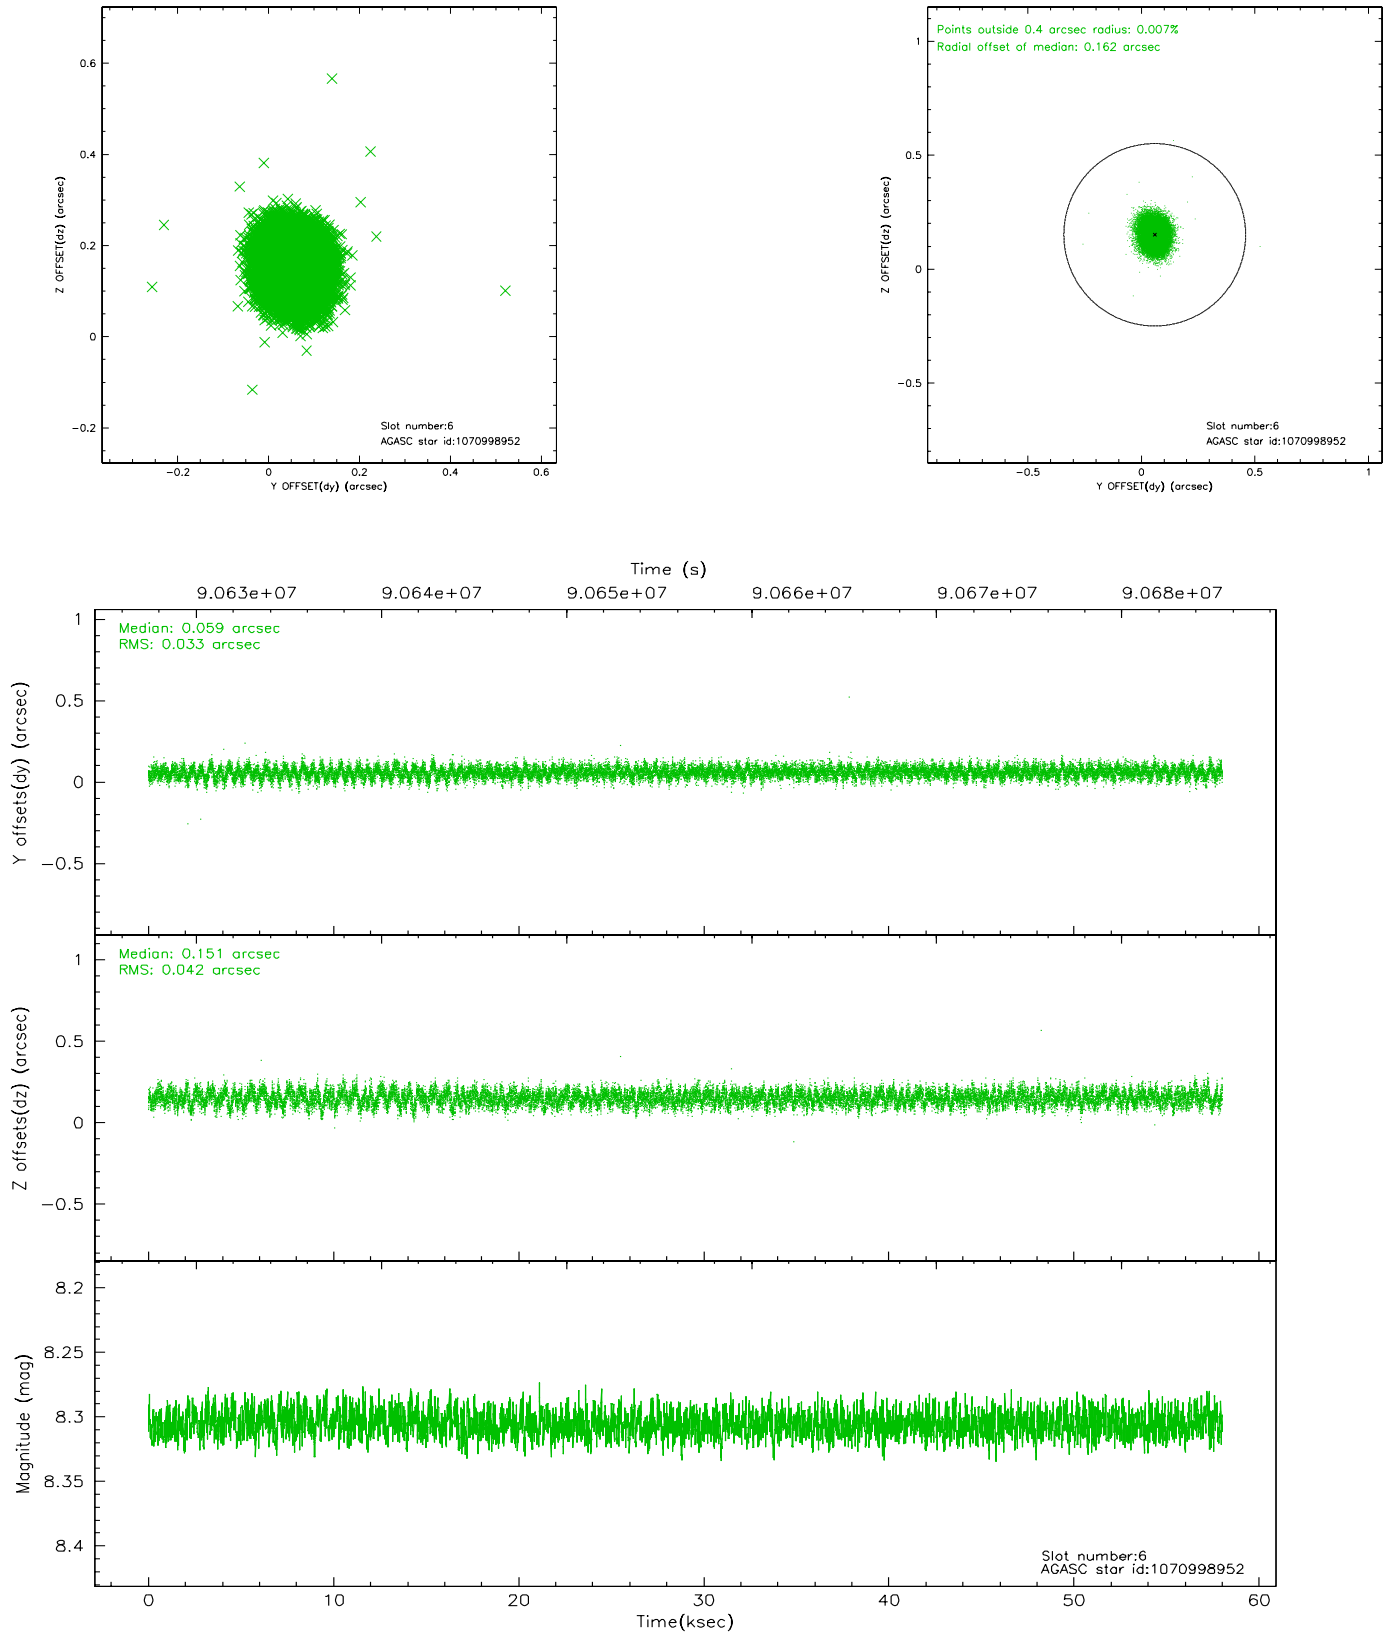 0.6
0.4
0.2
0
−0.2
Z OFFSET(dz) (arcsec)
Slot number:6
AGASC star id:1070998952
−0.2 0 0.2 0.4 0.6
Y OFFSET(dy) (arcsec)
Points outside 0.4 arcsec radius: 0.007%
Radial offset of median: 0.162 arcsec
1
0.5
0
−0.5
Z OFFSET(dz) (arcsec)
Slot number:6
AGASC star id:1070998952
−0.5 0 0.5 1
Y OFFSET(dy) (arcsec)
Time (s)
9.063e+07 9.064e+07 9.065e+07 9.066e+07 9.067e+07 9.068e+07
Median: 0.059 arcsec
RMS: 0.033 arcsec
1
0.5
0
−0.5
Y offsets(dy) (arcsec)
Median: 0.151 arcsec
RMS: 0.042 arcsec
1
0.5
0
−0.5
Z offsets(dz) (arcsec)
8.2
8.25
8.3
8.35
8.4
Magnitude (mag)
Slot number:6
AGASC star id:1070998952
0 10 20 30 40 50 60
Time(ksec)